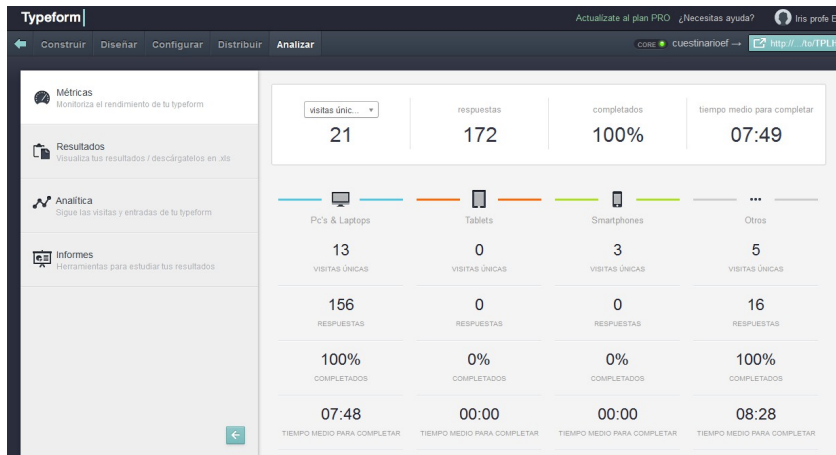 Typeform
Actualízate al plan PRO ¿Necesitas ayuda? Iris profe E
Construir Diseñar Configurar Distribuir Analizar
CORE cuestinarioef → http:// .../to/TPLH
Métricas
Monitoriza el rendimiento de tu typeform
Resultados
Visualiza tus resultados / descárgatelos en .xls
Analítica
Sigue las visitas y entradas de tu typeform
Informes
Herramientas para estudiar tus resultados
visitas únic... respuestas completados tiempo medio para completar
21 172 100% 07:49
Pc's & Laptops Tablets Smartphones Otros
13 0 3 5
VISITAS ÚNICAS VISITAS ÚNICAS VISITAS ÚNICAS VISITAS ÚNICAS
156 0 0 16
RESPUESTAS RESPUESTAS RESPUESTAS RESPUESTAS
100% 0% 0% 100%
COMPLETADOS COMPLETADOS COMPLETADOS COMPLETADOS
07:48 00:00 00:00 08:28
TIEMPO MEDIO PARA COMPLETAR TIEMPO MEDIO PARA COMPLETAR TIEMPO MEDIO PARA COMPLETAR TIEMPO MEDIO PARA COMPLETAR